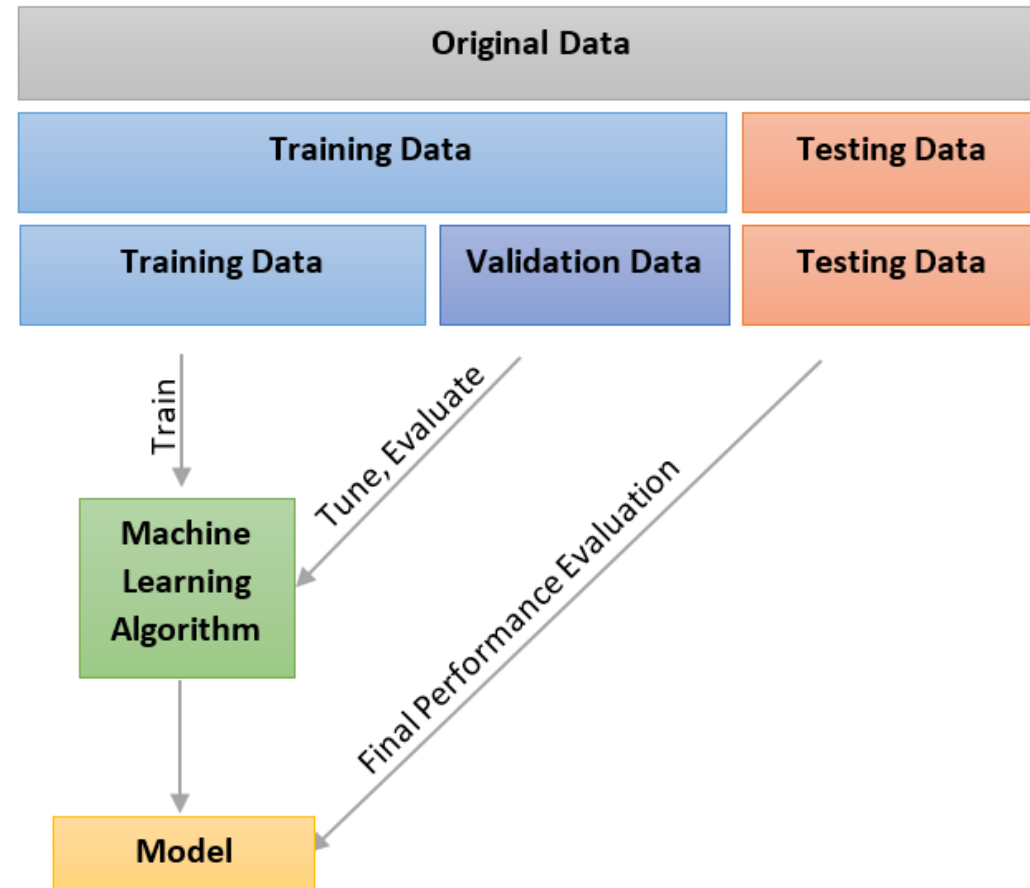 Original Data
Training Data
Testing Data
Training Data
Validation Data
Testing Data
Train
Tune, Evaluate
Final Performance Evaluation
Machine
Learning
Algorithm
Model